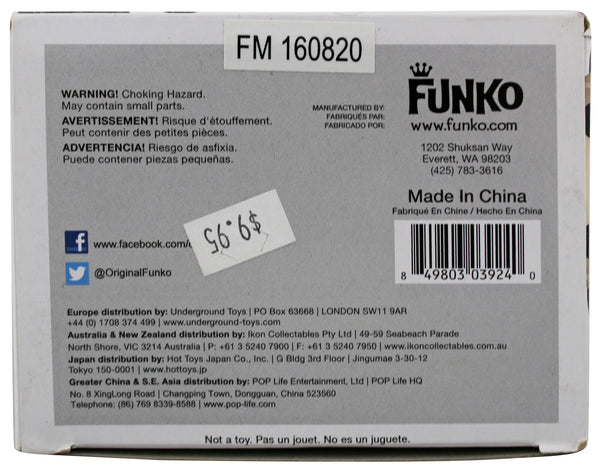 FM 160820
WARNING! Choking Hazard.
May contain small parts.
AVERTISSEMENT! Risque d'étouffement.
Peut contenir des petites pièces.
ADVERTENCIA! Riesgo de asfixia.
Puede contener piezas pequeñas.
MANUFACTURED BY:
FABRIQUÉS PAR:
FABRICADO POR:
FUNKO
www.funko.com
1202 Shuksan Way
Everett, WA 98203
(425) 783-3616
Made In China
Fabriqué En Chine / Hecho En China
8 49803 03924 0
$9.95
f www.facebook.com/
@OriginalFunko
Europe distribution by: Underground Toys | PO Box 63668 | LONDON SW11 9AR
+44 (0) 1708 374 499 | www.underground-toys.com
Australia & New Zealand distribution by: Ikon Collectables Pty Ltd | 49-59 Seabeach Parade
North Shore, VIC 3214 Australia | P: +61 3 5240 7900 | F: +61 3 5240 7950 | www.ikoncollectables.com.au
Japan distribution by: Hot Toys Japan Co., Inc. | G Bldg 3rd Floor | Jingumae 3-30-12
Tokyo 150-0001 | www.hottoys.jp
Greater China & S.E. Asia distribution by: POP Life Entertainment, Ltd | POP Life HQ
No. 8 XingLong Road | Changping Town, Dongguan, China 523560
Telephone: (86) 769 8339-8588 | www.pop-life.com
Not a toy. Pas un jouet. No es un juguete.